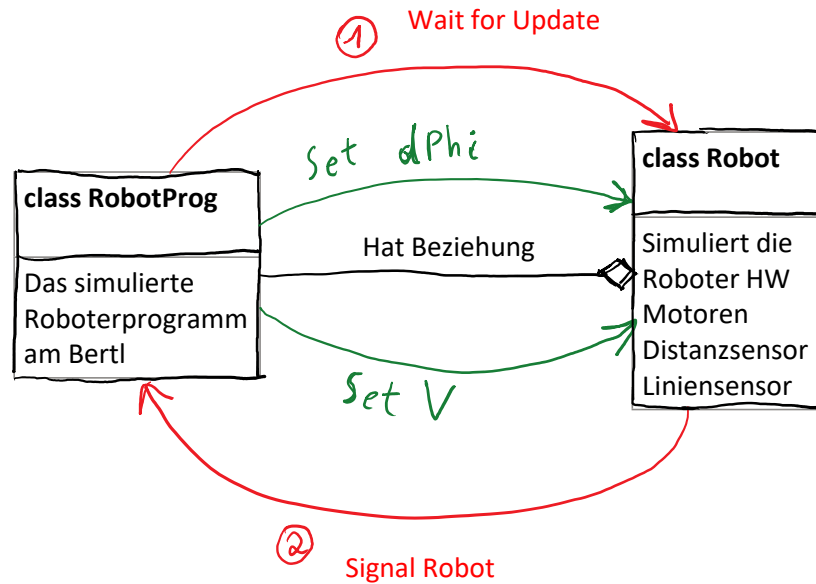 Wait for Update
1
Set dPhi
class Robot
class RobotProg
Hat Beziehung
Simuliert die
Roboter HW
Motoren
Distanzsensor
Liniensensor
Das simulierte
Roboterprogramm
am Bertl
Set V
2
Signal Robot